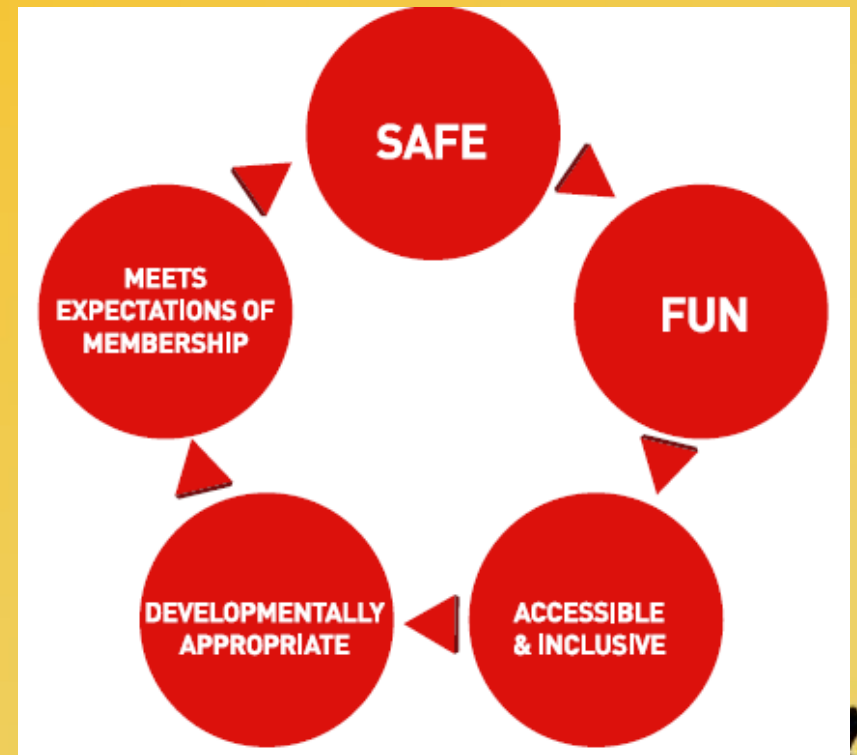 SAFE
FUN
ACCESSIBLE
& INCLUSIVE
DEVELOPMENTALLY
APPROPRIATE
MEETS
EXPECTATIONS OF
MEMBERSHIP